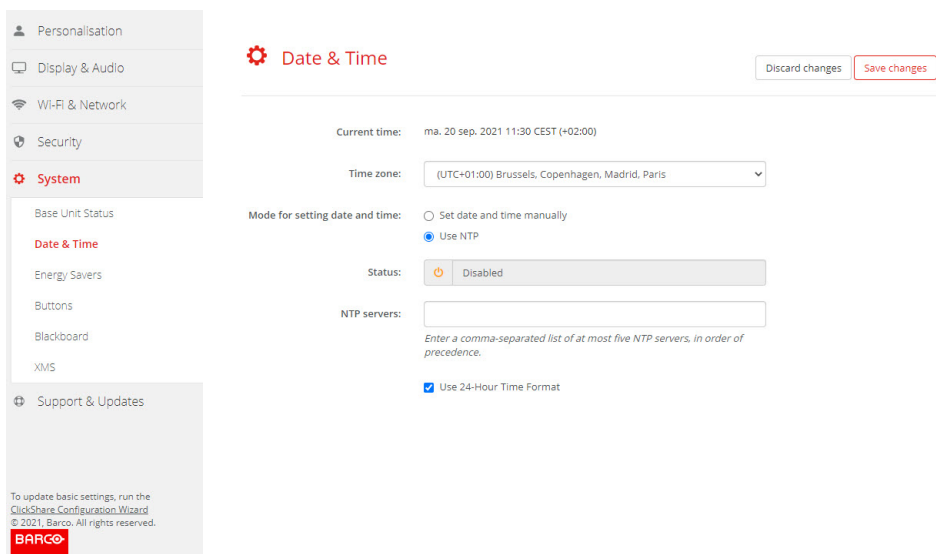 Personalisation
Display & Audio
Wi-Fi & Network
Security
System
Base Unit Status
Date & Time
Energy Savers
Buttons
Blackboard
XMS
Support & Updates
To update basic settings, run the
ClickShare Configuration Wizard
© 2021, Barco. All rights reserved.
BARCO
Date & Time
Discard changes
Save changes
Current time: ma. 20 sep. 2021 11:30 CEST (+02:00)
Time zone: (UTC+01:00) Brussels, Copenhagen, Madrid, Paris
Mode for setting date and time: Set date and time manually
Use NTP
Status: Disabled
NTP servers:
Enter a comma-separated list of at most five NTP servers, in order of
precedence.
Use 24-Hour Time Format